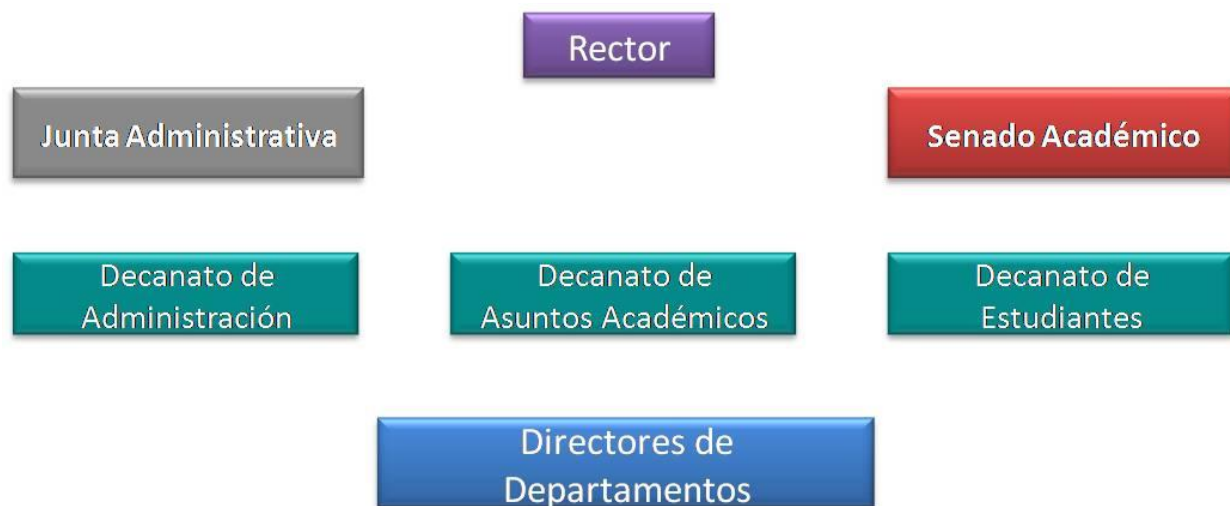 Rector
Junta Administrativa
Senado Académico
Decanato de
Administración
Decanato de
Asuntos Académicos
Decanato de
Estudiantes
Directores de
Departamentos